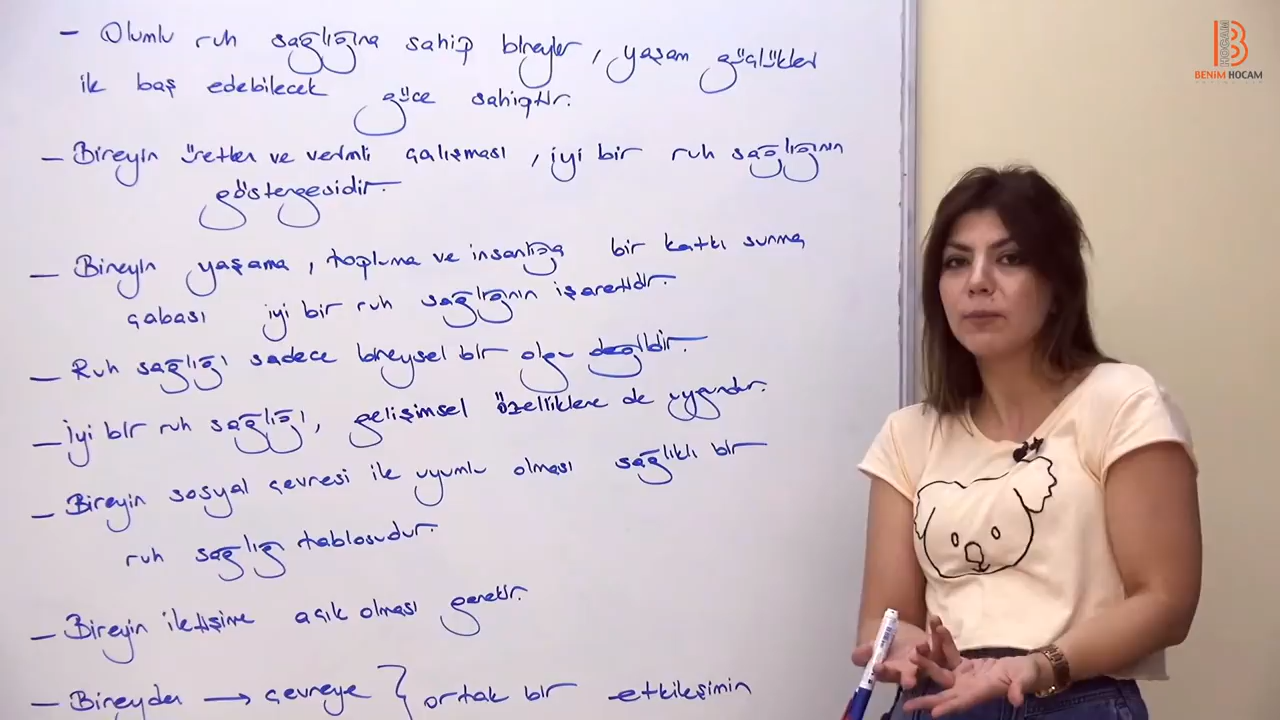 - Olumlu ruh sağlığına sahip bireyler, yaşam güçlükleri
ile baş edebilecek güce sahiptir.
- Bireyin üretken ve verimli çalışması, iyi bir ruh sağlığının
göstergesidir.
- Bireyin yaşama, topluma ve insanlığa bir katkı sunma
çabası iyi bir ruh sağlığının işaretidir.
- Ruh sağlığı sadece bireysel bir olgu değildir.
- İyi bir ruh sağlığı, gelişimsel özelliklere de uygundur.
- Bireyin sosyal çevresi ile uyumlu olması sağlıklı bir
ruh sağlığı tablosudur.
- Bireyin iletişime açık olması gerekir.
- Bireyden → çevreye } ortak bir etkileşimin
HOCAM
BENİM HOCAM